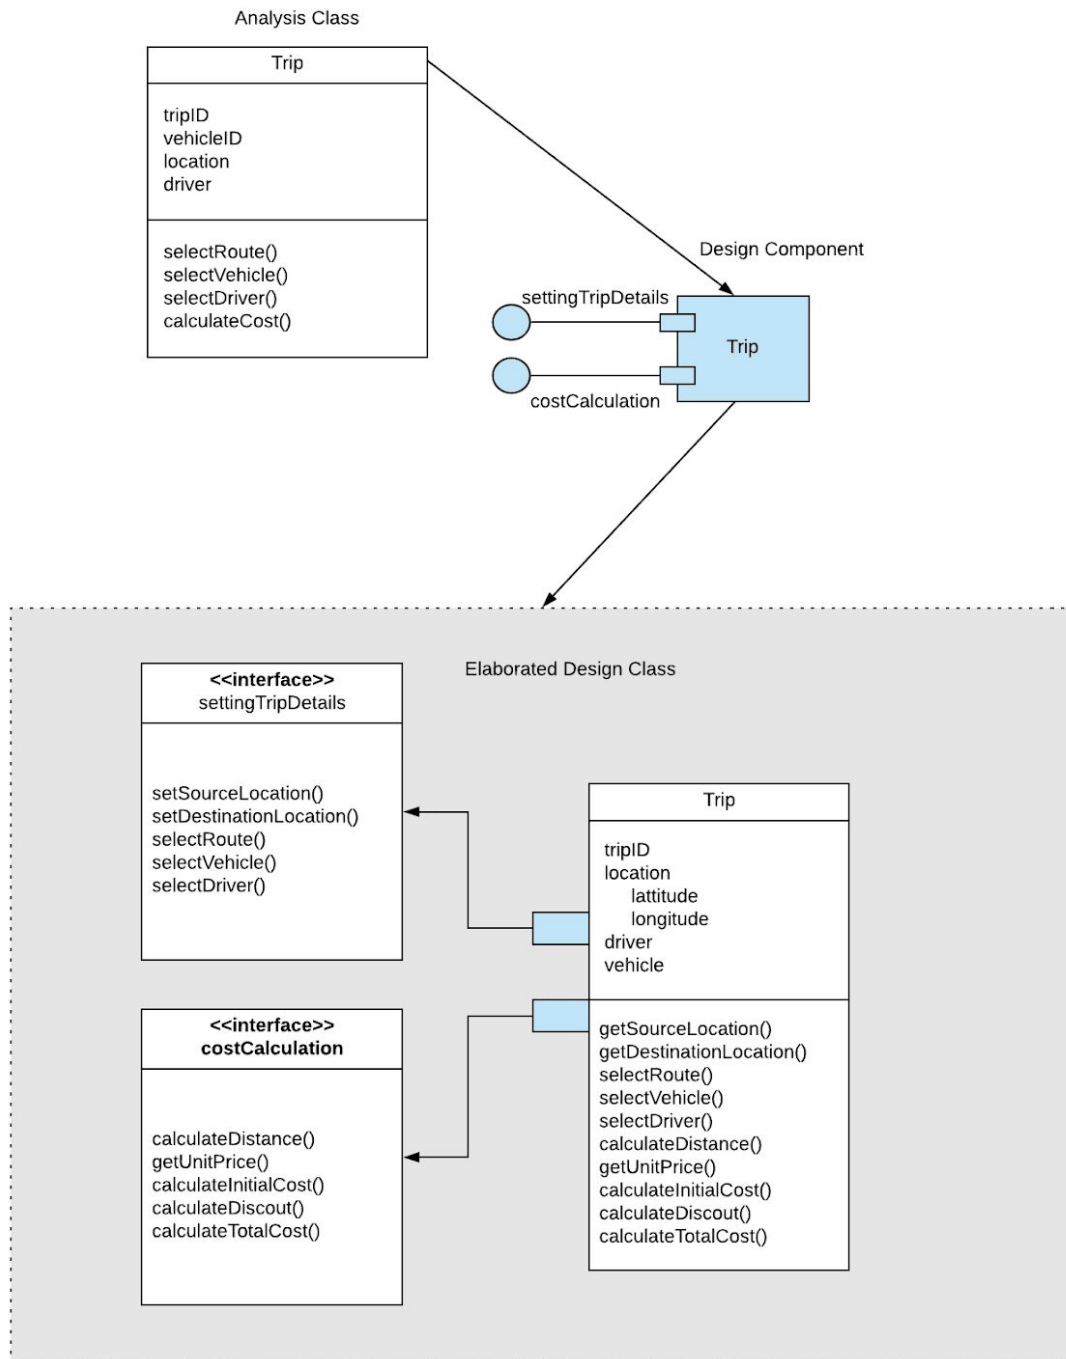 Analysis Class
Trip
tripID
vehicleID
location
driver
selectRoute()
selectVehicle()
selectDriver()
calculateCost()
Design Component
settingTripDetails
Trip
costCalculation
Elaborated Design Class
<<interface>>
settingTripDetails
setSourceLocation()
setDestinationLocation()
selectRoute()
selectVehicle()
selectDriver()
<<interface>>
costCalculation
calculateDistance()
getUnitPrice()
calculateInitialCost()
calculateDiscout()
calculateTotalCost()
Trip
tripID
location
lattitude
longitude
driver
vehicle
getSourceLocation()
getDestinationLocation()
selectRoute()
selectVehicle()
selectDriver()
calculateDistance()
getUnitPrice()
calculateInitialCost()
calculateDiscout()
calculateTotalCost()